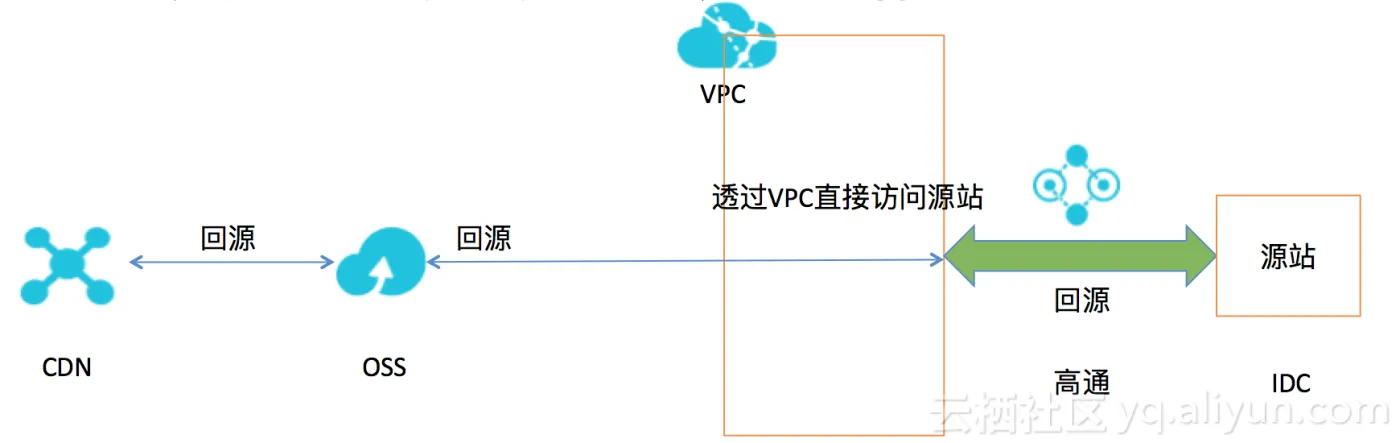 VPC
透过VPC直接访问源站
回源
回源
源站
回源
CDN
OSS
高通
IDC
云栖社区 yq.aliyun.com